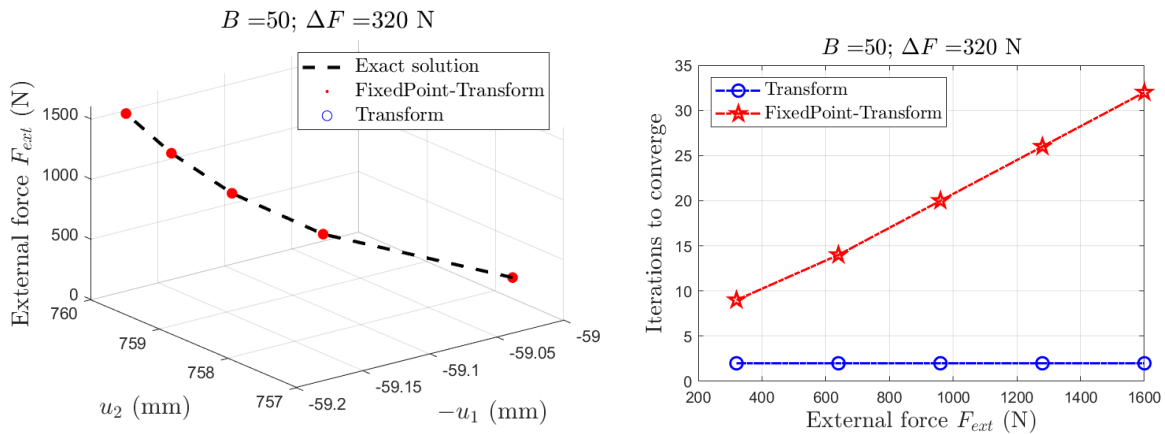 B =50; ΔF =320 N
Exact solution
FixedPoint-Transform
Transform
External force F_ext (N)
1500
1000
500
0
760
759
758
757
u_2 (mm)
-59.2
-59.15
-59.1
-59.05
-59
−u_1 (mm)
B =50; ΔF =320 N
Transform
FixedPoint-Transform
Iterations to converge
35
30
25
20
15
10
5
0
200 400 600 800 1000 1200 1400 1600
External force F_ext (N)